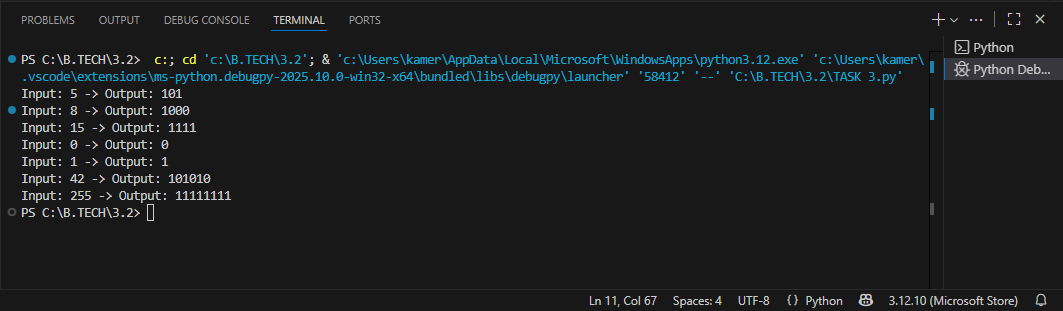 PROBLEMS OUTPUT DEBUG CONSOLE TERMINAL PORTS
PS C:\B.TECH\3.2>  c:; cd 'c:\B.TECH\3.2'; & 'c:\Users\kamer\AppData\Local\Microsoft\WindowsApps\python3.12.exe' 'c:\Users\kamer\
.vscode\extensions\ms-python.debugpy-2025.10.0-win32-x64\bundled\libs\debugpy\launcher' '58412' '--' 'C:\B.TECH\3.2\TASK 3.py'
Input: 5 -> Output: 101
Input: 8 -> Output: 1000
Input: 15 -> Output: 1111
Input: 0 -> Output: 0
Input: 1 -> Output: 1
Input: 42 -> Output: 101010
Input: 255 -> Output: 11111111
PS C:\B.TECH\3.2>
Python
Python Deb...
Ln 11, Col 67 Spaces: 4 UTF-8 {} Python 3.12.10 (Microsoft Store)